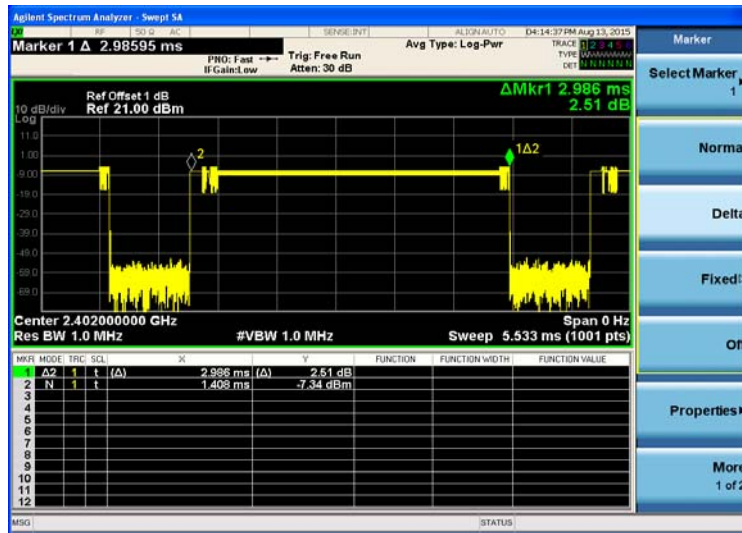 Agilent Spectrum Analyzer - Swept SA
RF 50 Ω AC SENSE:INT ALIGN AUTO 04:14:37 PM Aug 13, 2015
Marker 1 Δ 2.98595 ms
PNO: Fast
IFGain:Low
Trig: Free Run
Atten: 30 dB
Avg Type: Log-Pwr
TRACE 1 2 3 4 5 6
TYPE
DET N N N N N N
Ref Offset 1 dB
Ref 21.00 dBm
10 dB/div
Log
ΔMkr1 2.986 ms
2.51 dB
11.0
1.00
-9.00
-19.0
-29.0
-39.0
-49.0
-59.0
-69.0
2
1Δ2
Center 2.402000000 GHz
Span 0 Hz
Res BW 1.0 MHz #VBW 1.0 MHz Sweep 5.533 ms (1001 pts)
MKR MODE TRC SCL X Y FUNCTION FUNCTION WIDTH FUNCTION VALUE
1 Δ2 1 t (Δ) 2.986 ms (Δ) 2.51 dB
2 N 1 t 1.408 ms -7.34 dBm
3
4
5
6
7
8
9
10
11
12
MSG STATUS
Marker
Select Marker
1
Norma
Delta
Fixed
Of
Properties
More
1 of 2